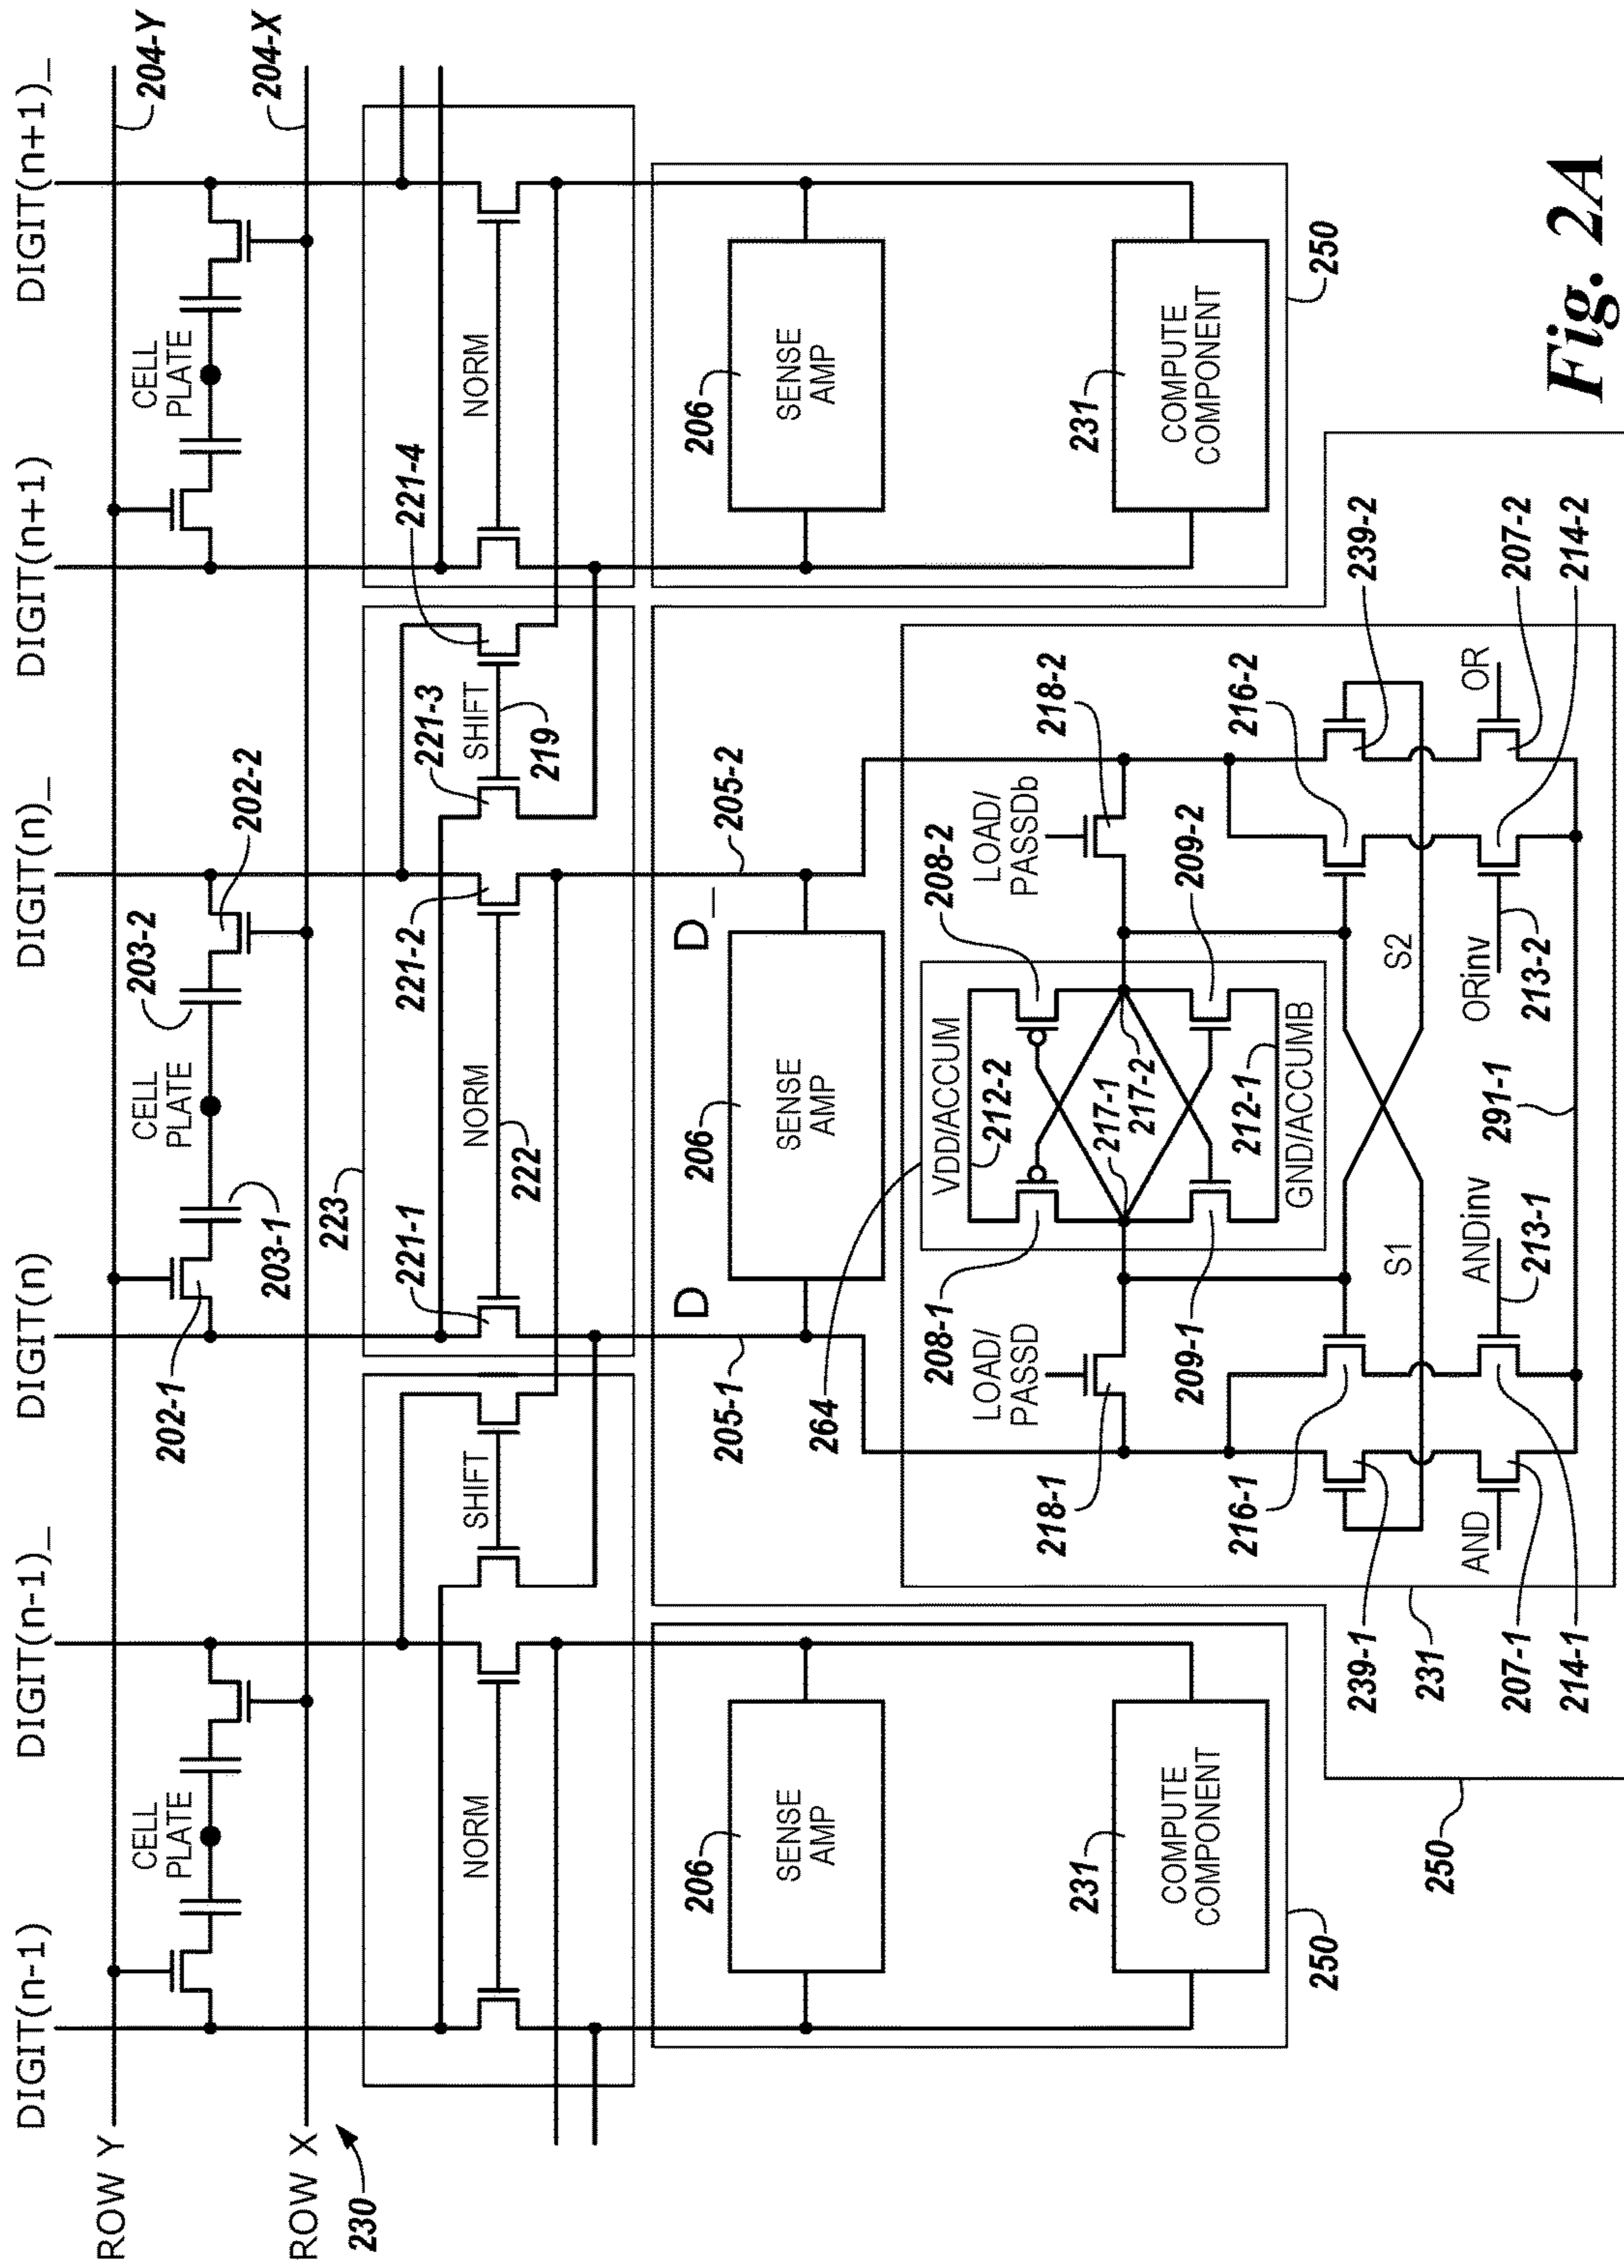 DIGIT(n-1)
DIGIT(n-1)_
DIGIT(n)
DIGIT(n)_
DIGIT(n+1)
DIGIT(n+1)_
ROW Y
204-Y
CELL
PLATE
202-1
203-1
CELL
PLATE
203-2
202-2
CELL
PLATE
ROW X
204-X
230
223
NORM
SHIFT
221-1
NORM
222
221-2
221-3
SHIFT
219
221-4
NORM
205-1
D
D_
205-2
206
SENSE
AMP
206
SENSE
AMP
206
SENSE
AMP
231
COMPUTE
COMPONENT
250
231
COMPUTE
COMPONENT
250
264
VDD/ACCUM
212-2
LOAD/
PASSD
LOAD/
PASSDb
218-1
208-1
208-2
218-2
217-1
217-2
209-1
209-2
212-1
GND/ACCUMB
216-1
216-2
239-1
S1
S2
239-2
231
AND
ANDinv
ORinv
OR
207-1
213-1
291-1
213-2
207-2
214-1
214-2
250
Fig. 2A